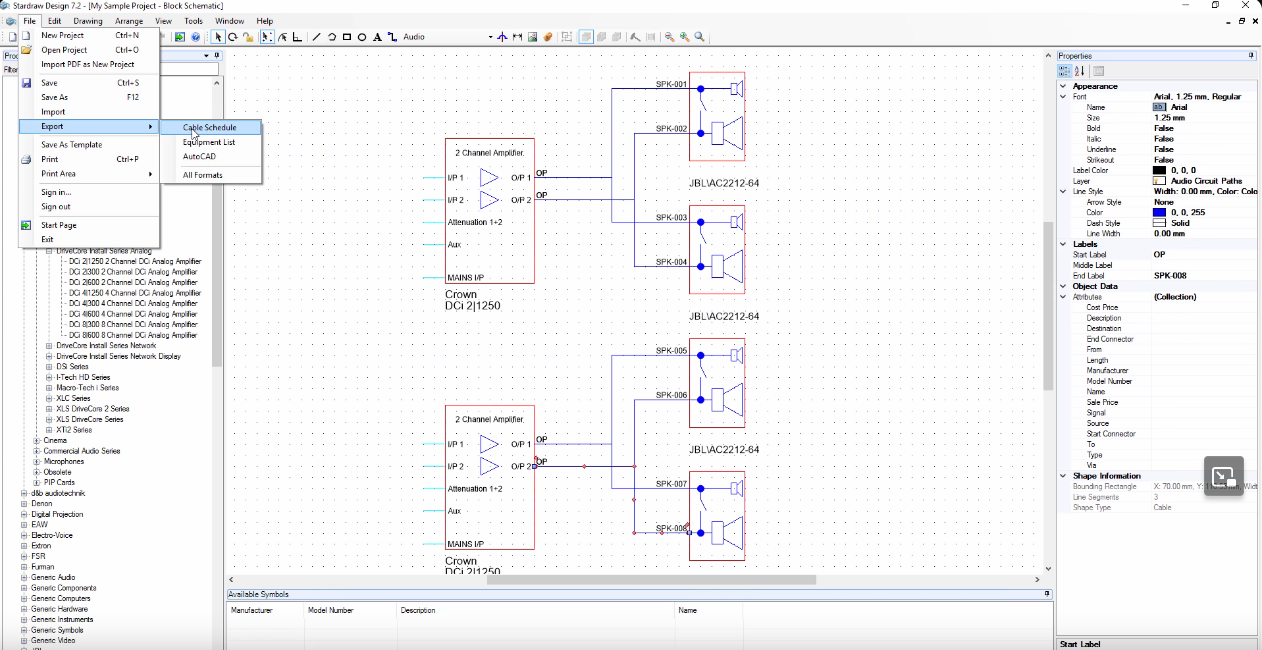 Stardraw Design 7.2 - [My Sample Project - Block Schematic]
File Edit Drawing Arrange View Tools Window Help
Audio
New Project Ctrl+N
Open Project Ctrl+O
Import PDF as New Project
Save Ctrl+S
Save As F12
Import
Export
Save As Template
Print Ctrl+P
Print Area
Sign in...
Sign out
Start Page
Exit
Cable Schedule
Equipment List
AutoCAD
All Formats
DriveCore Install Series Analog
DCi 2|1250 2 Channel DCi Analog Amplifier
DCi 2|300 2 Channel DCi Analog Amplifier
DCi 2|600 2 Channel DCi Analog Amplifier
DCi 4|1250 4 Channel DCi Analog Amplifier
DCi 4|300 4 Channel DCi Analog Amplifier
DCi 4|600 4 Channel DCi Analog Amplifier
DCi 8|300 8 Channel DCi Analog Amplifier
DCi 8|600 8 Channel DCi Analog Amplifier
DriveCore Install Series Network
DriveCore Install Series Network Display
DSi Series
I-Tech HD Series
Macro-Tech i Series
XLC Series
XLS DriveCore 2 Series
XLS DriveCore Series
XTi2 Series
Cinema
Commercial Audio Series
Microphones
Obsolete
PIP Cards
d&b audiotechnik
Denon
Digital Projection
EAW
Electro-Voice
Extron
FSR
Furman
Generic Audio
Generic Components
Generic Computers
Generic Hardware
Generic Instruments
Generic Symbols
Generic Video
2 Channel Amplifier.
I/P 1 O/P 1 OP
I/P 2 O/P 2 OP
Attenuation 1+2
Aux
MAINS I/P
Crown
DCi 2|1250
SPK-001
SPK-002
JBL\AC2212-64
SPK-003
SPK-004
JBL\AC2212-64
2 Channel Amplifier.
I/P 1 O/P 1 OP
I/P 2 O/P 2 OP
Attenuation 1+2
Aux
MAINS I/P
Crown
DCi 2|1250
SPK-005
SPK-006
JBL\AC2212-64
SPK-007
SPK-008
Available Symbols
Manufacturer Model Number Description Name
Properties
Appearance
Font Arial, 1.25 mm, Regular
Name ab Arial
Size 1.25 mm
Bold False
Italic False
Underline False
Strikeout False
Label Color 0, 0, 0
Layer Audio Circuit Paths
Line Style Width: 0.00 mm, Color: Colo
Arrow Style None
Color 0, 0, 255
Dash Style Solid
Line Width 0.00 mm
Labels
Start Label OP
Middle Label
End Label SPK-008
Object Data
Attributes (Collection)
Cost Price
Description
Destination
End Connector
From
Length
Manufacturer
Model Number
Name
Sale Price
Signal
Source
Start Connector
To
Type
Via
Shape Information
Bounding Rectangle X: 70.00 mm, Y:
Line Segments 3
Shape Type Cable
Start Label